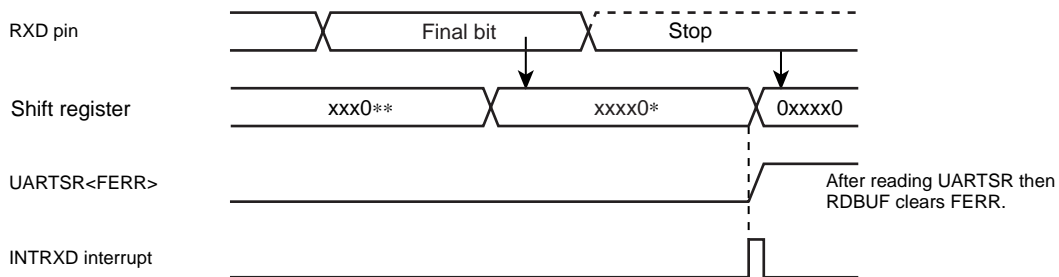 RXD pin
Final bit
Stop
Shift register
xxx0**
xxxx0*
0xxxx0
UARTSR<FERR>
After reading UARTSR then
RDBUF clears FERR.
INTRXD interrupt